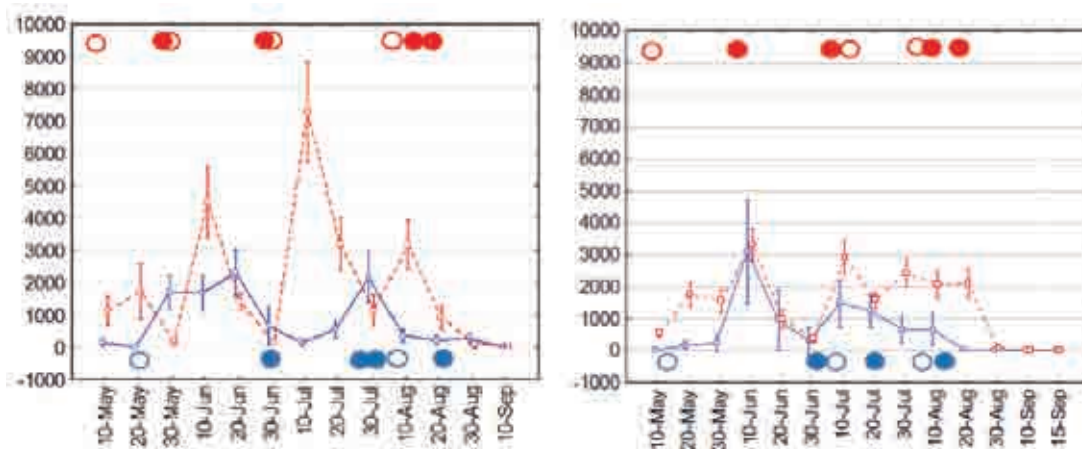 10000
9000
8000
7000
6000
5000
4000
3000
2000
1000
0
-1000
10-May
20-May
30-May
10-Jun
20-Jun
30-Jun
10-Jul
20-Jul
30-Jul
10-Aug
20-Aug
30-Aug
10-Sep
10000
9000
8000
7000
6000
5000
4000
3000
2000
1000
0
-1000
10-May
20-May
30-May
10-Jun
20-Jun
30-Jun
10-Jul
20-Jul
30-Jul
10-Aug
20-Aug
30-Aug
10-Sep
15-Sep